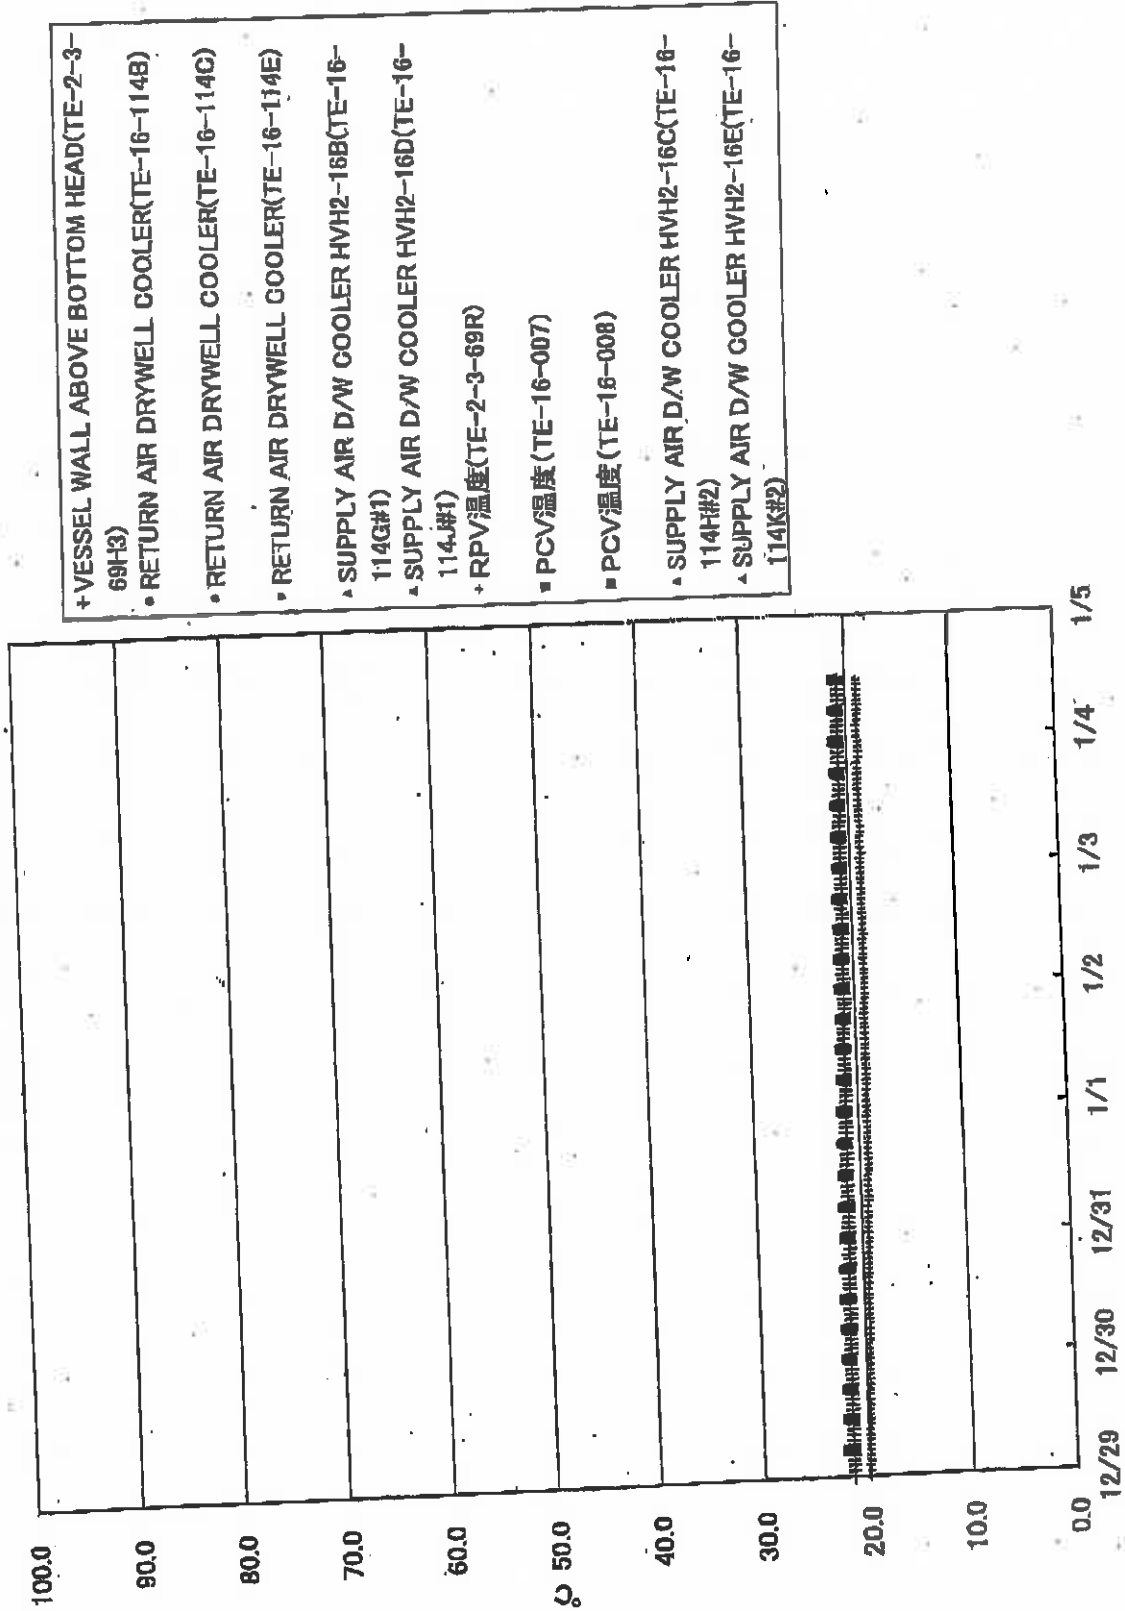 100.0
90.0
80.0
70.0
60.0
℃ 50.0
40.0
30.0
20.0
10.0
0.0
12/29 12/30 12/31 1/1 1/2 1/3 1/4 1/5
+VESSEL WALL ABOVE BOTTOM HEAD(TE-2-3-
69H3)
•RETURN AIR DRYWELL COOLER(TE-16-114B)
•RETURN AIR DRYWELL COOLER(TE-16-114C)
▾RETURN AIR DRYWELL COOLER(TE-16-114E)
▴SUPPLY AIR D/W COOLER HVH2-16B(TE-16-
114G#1)
▴SUPPLY AIR D/W COOLER HVH2-16D(TE-16-
114J#1)
+RPV温度(TE-2-3-69R)
■PCV温度(TE-16-007)
■PCV温度(TE-16-008)
▴SUPPLY AIR D/W COOLER HVH2-16C(TE-16-
114H#2)
▴SUPPLY AIR D/W COOLER HVH2-16E(TE-16-
114K#2)